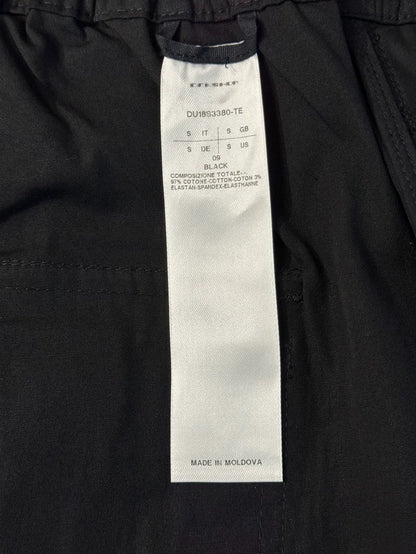 DU18S3380-TE
S IT S GB
S DE S US
09
BLACK
COMPOSIZIONE TOTALE--
97% COTONE-COTTON-COTON 3%
ELASTAN-SPANDEX-ELASTHANNE
MADE IN MOLDOVA